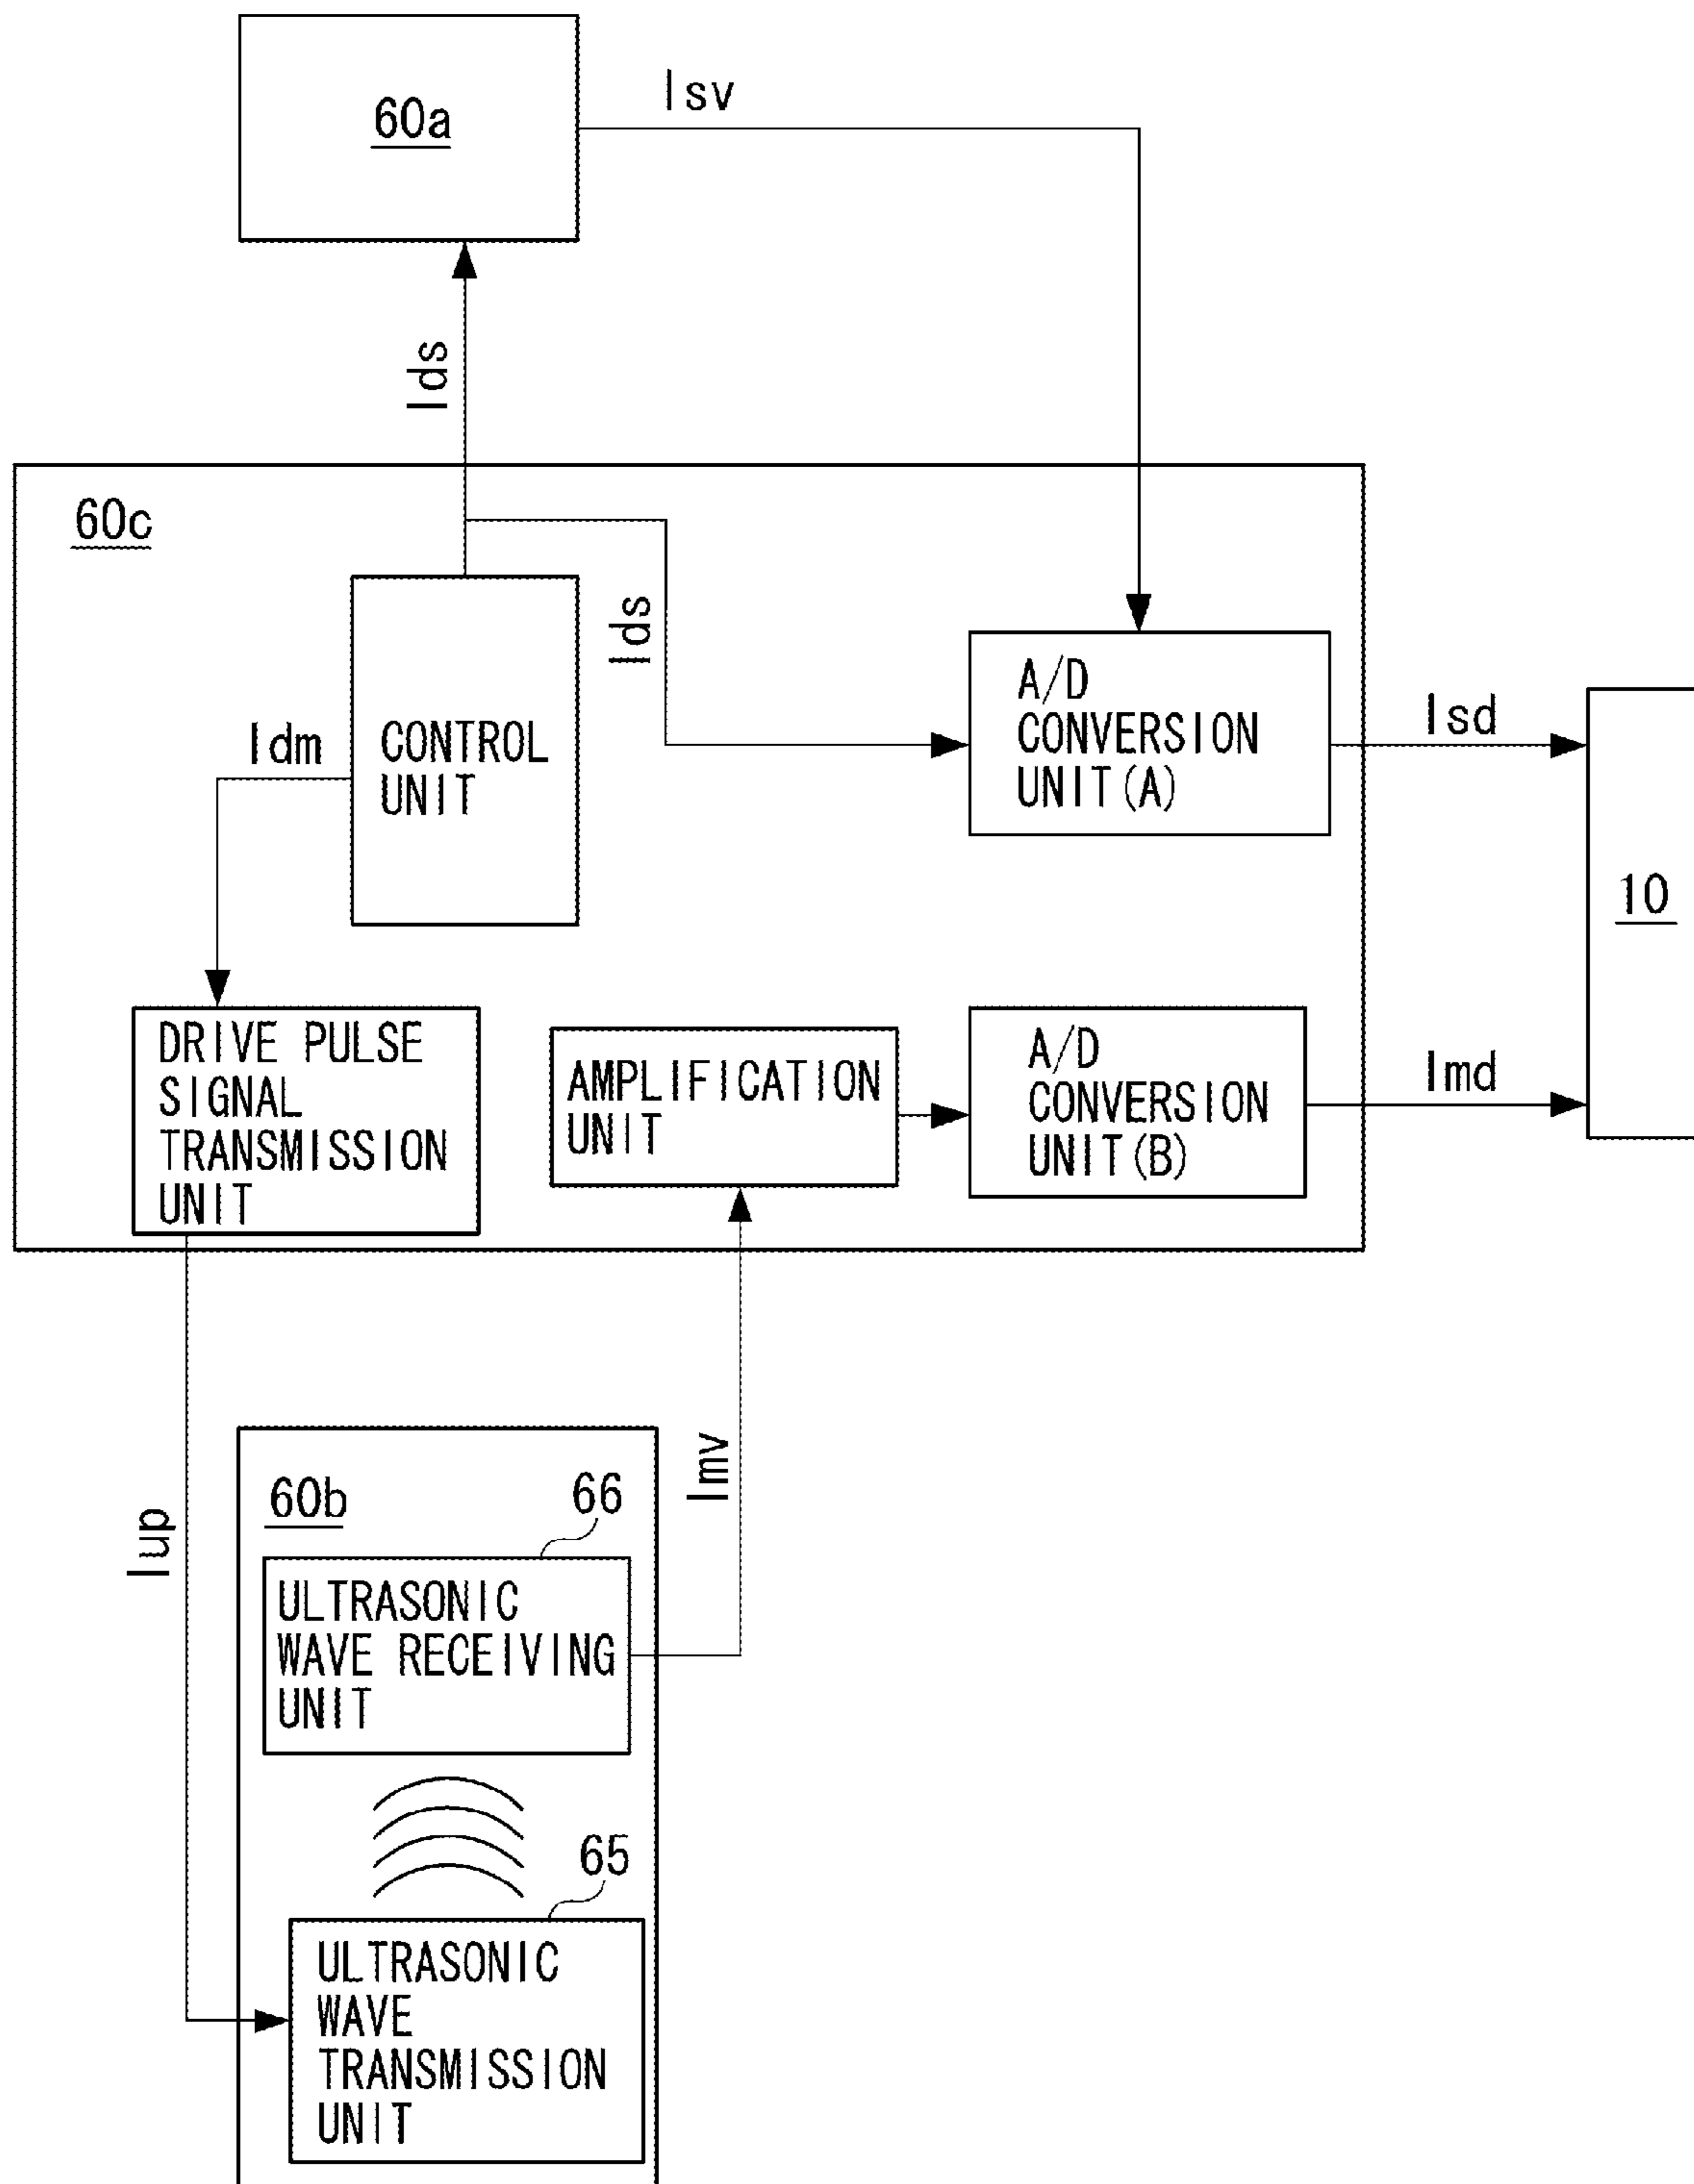 60a
Isv
Ids
60c
Ids
CONTROL
UNIT
Idm
A/D
CONVERSION
UNIT(A)
Isd
10
DRIVE PULSE
SIGNAL
TRANSMISSION
UNIT
AMPLIFICATION
UNIT
A/D
CONVERSION
UNIT(B)
Imd
Iup
Imv
60b
66
ULTRASONIC
WAVE RECEIVING
UNIT
65
ULTRASONIC
WAVE
TRANSMISSION
UNIT